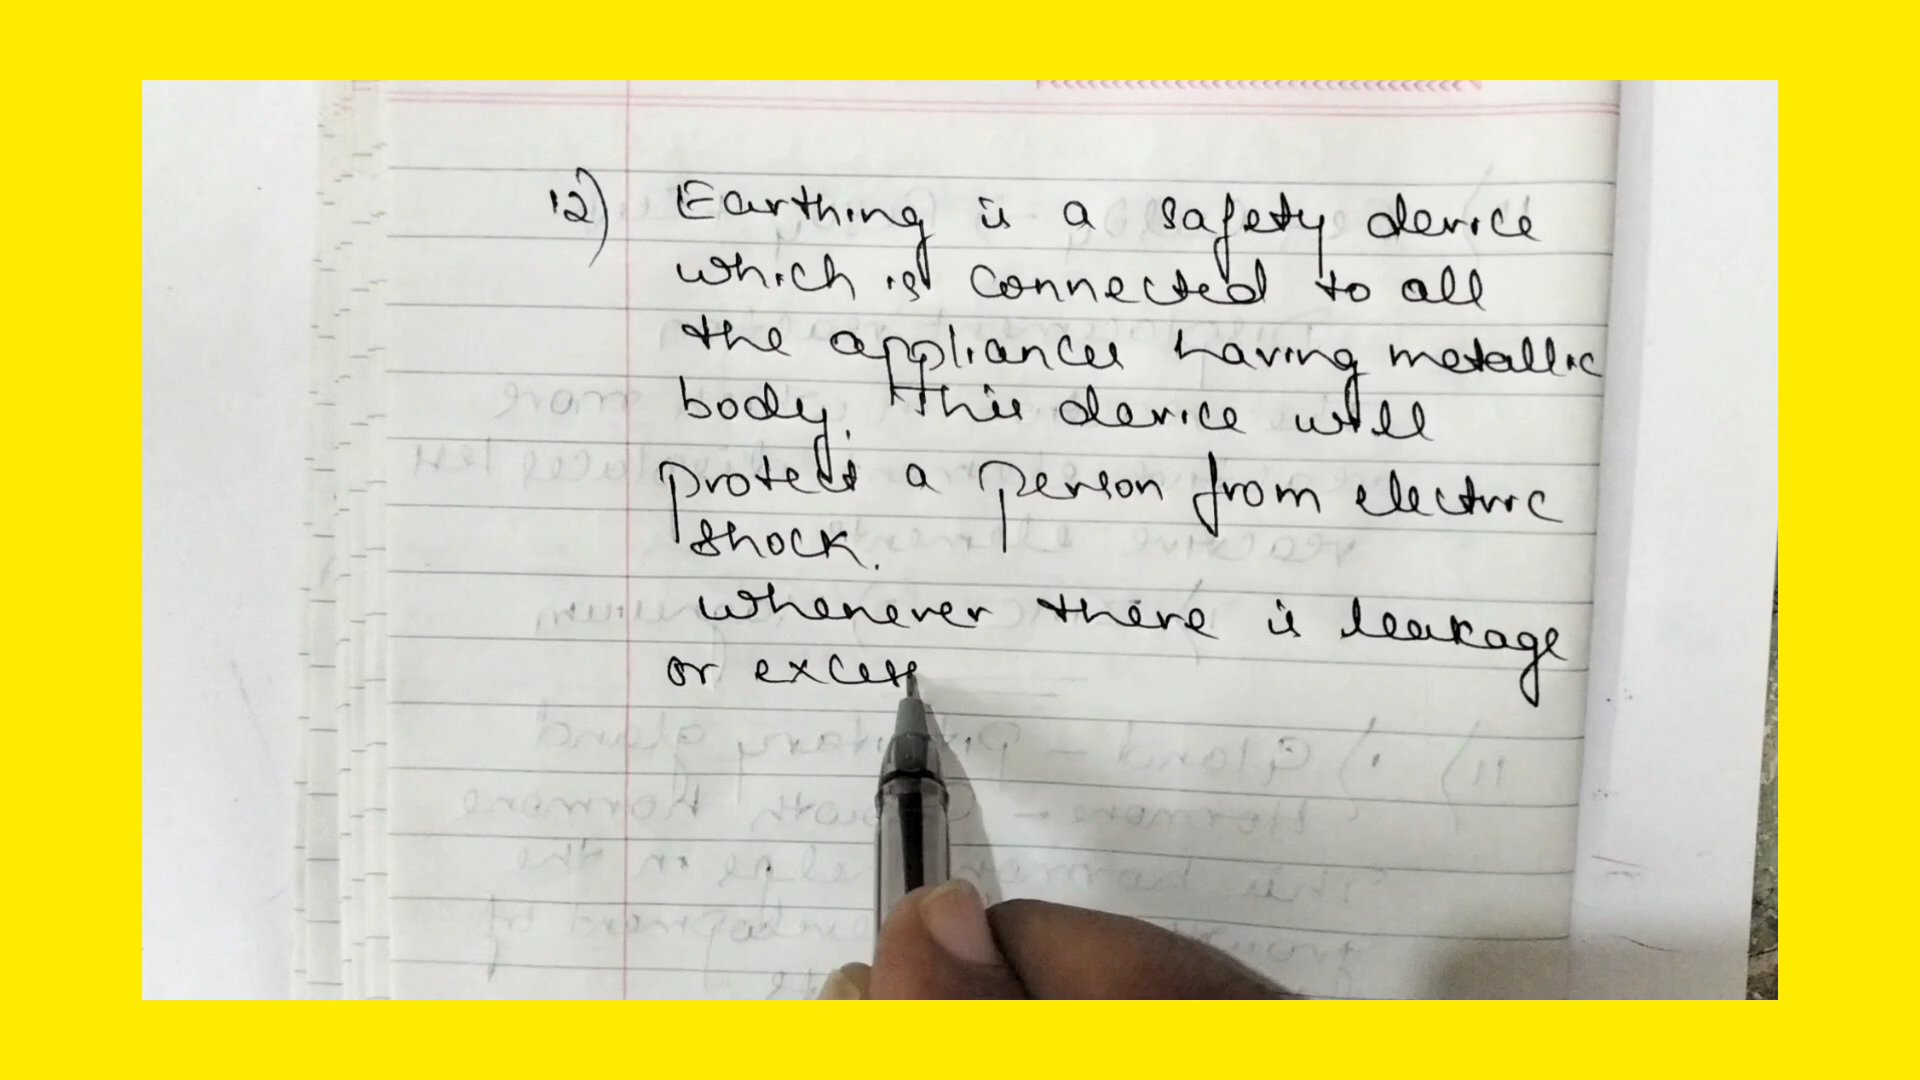 12) Earthing is a safety device
which is connected to all
the appliances having metallic
body. This device will
protect a person from electric
shock.
Whenever there is leakage
or excess